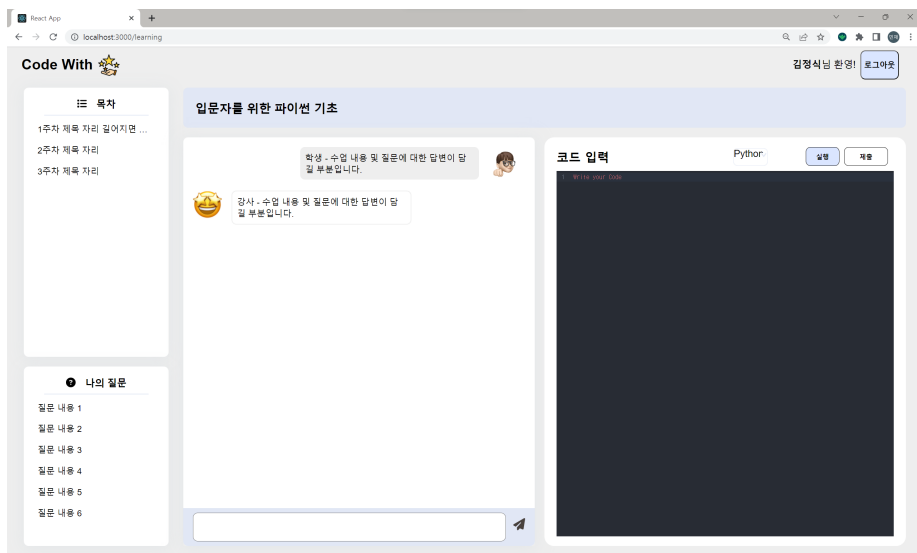 React App
localhost:3000/learning
Code With
김정식님 환영!
로그아웃
목차
1주차 제목 자리 길어지면 ...
2주차 제목 자리
3주차 제목 자리
나의 질문
질문 내용 1
질문 내용 2
질문 내용 3
질문 내용 4
질문 내용 5
질문 내용 6
입문자를 위한 파이썬 기초
학생 - 수업 내용 및 질문에 대한 답변이 담
길 부분입니다.
강사 - 수업 내용 및 질문에 대한 답변이 담
길 부분입니다.
코드 입력
Python
실행
제출
1 Write your Code